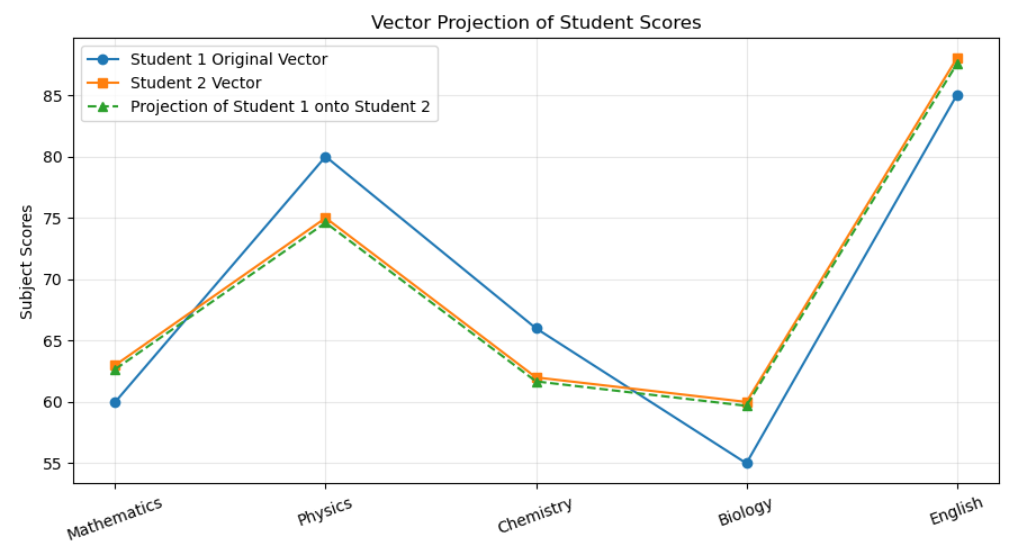 Vector Projection of Student Scores
Student 1 Original Vector
Student 2 Vector
Projection of Student 1 onto Student 2
Subject Scores
85
80
75
70
65
60
55
Mathematics
Physics
Chemistry
Biology
English